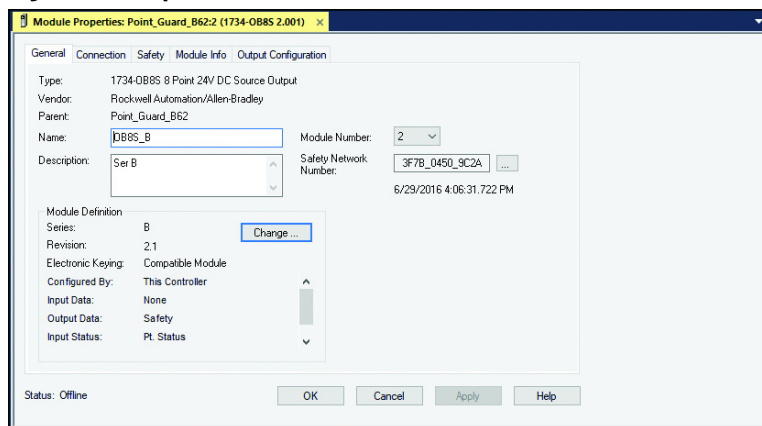 Module Properties: Point_Guard_B62:2 (1734-OB8S 2.001) ×
General Connection Safety Module Info Output Configuration
Type: 1734-OB8S 8 Point 24V DC Source Output
Vendor: Rockwell Automation/Allen-Bradley
Parent: Point_Guard_B62
Name: OB8S_B Module Number: 2
Description: Ser B Safety Network Number: 3F7B_0450_9C2A ...
6/29/2016 4:06:31.722 PM
Module Definition
Series: B Change ...
Revision: 2.1
Electronic Keying: Compatible Module
Configured By: This Controller
Input Data: None
Output Data: Safety
Input Status: Pt. Status
Status: Offline OK Cancel Apply Help